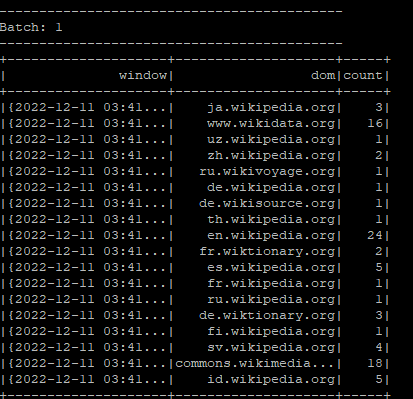 -------------------------------------------
Batch: 1
-------------------------------------------
+--------------------+--------------------+-----+
|              window|                 dom|count|
+--------------------+--------------------+-----+
|{2022-12-11 03:41...|    ja.wikipedia.org|    3|
|{2022-12-11 03:41...|    www.wikidata.org|   16|
|{2022-12-11 03:41...|    uz.wikipedia.org|    1|
|{2022-12-11 03:41...|    zh.wikipedia.org|    2|
|{2022-12-11 03:41...|   ru.wikivoyage.org|    1|
|{2022-12-11 03:41...|    de.wikipedia.org|    1|
|{2022-12-11 03:41...|   de.wikisource.org|    1|
|{2022-12-11 03:41...|    th.wikipedia.org|    1|
|{2022-12-11 03:41...|    en.wikipedia.org|   24|
|{2022-12-11 03:41...|   fr.wiktionary.org|    2|
|{2022-12-11 03:41...|    es.wikipedia.org|    5|
|{2022-12-11 03:41...|    fr.wikipedia.org|    1|
|{2022-12-11 03:41...|    ru.wikipedia.org|    1|
|{2022-12-11 03:41...|   de.wiktionary.org|    3|
|{2022-12-11 03:41...|    fi.wikipedia.org|    1|
|{2022-12-11 03:41...|    sv.wikipedia.org|    4|
|{2022-12-11 03:41...|commons.wikimedia...|   18|
|{2022-12-11 03:41...|    id.wikipedia.org|    5|
+--------------------+--------------------+-----+